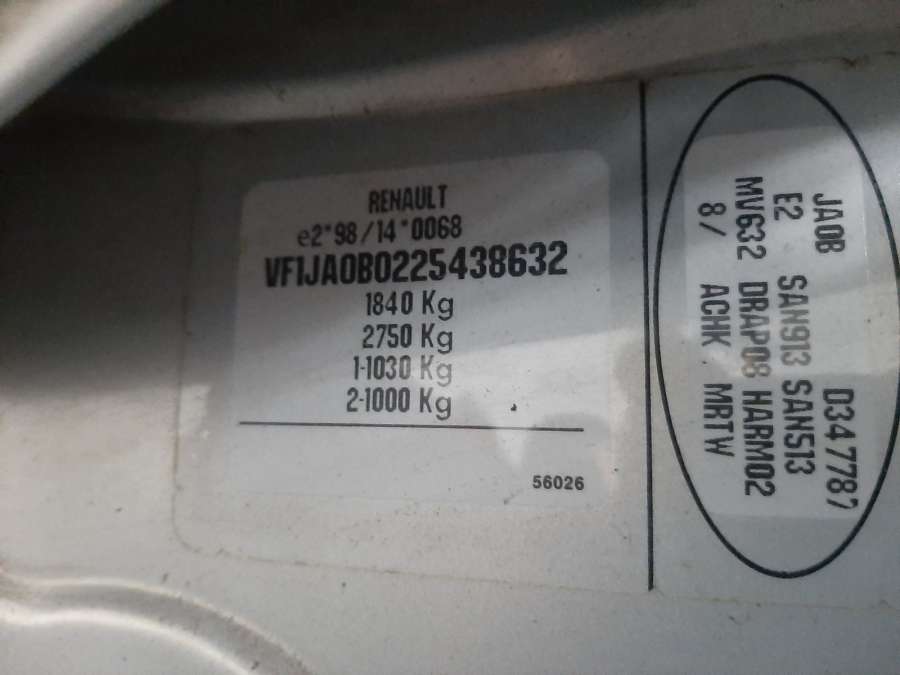 RENAULT
e2*98/14*0068
VF1JA0B0225438632
1840 Kg
2750 Kg
1-1030 Kg
2-1000 Kg
56026
JA0B D347787
E2 SAN913 SAN513
MV632 DRAP08 HARM02
8/ ACHK MRTW